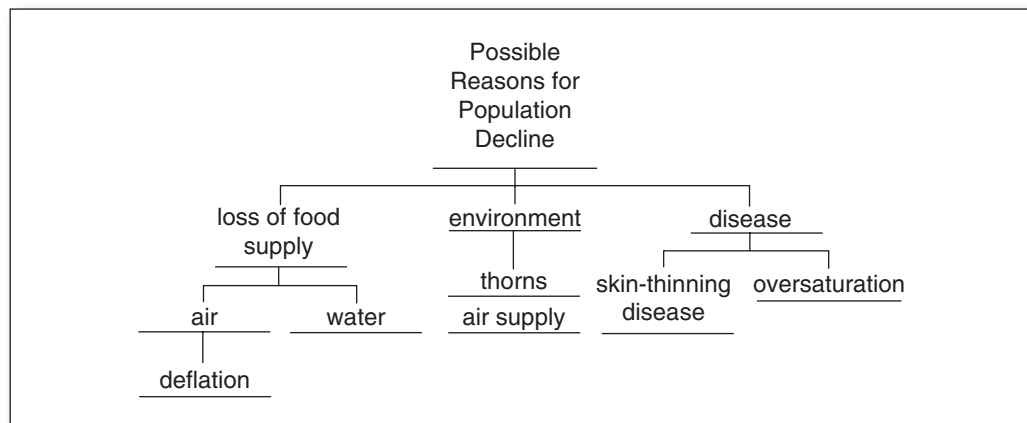 Possible
Reasons for
Population
Decline
loss of food
supply
environment
disease
air
water
thorns
air supply
skin-thinning
disease
oversaturation
deflation